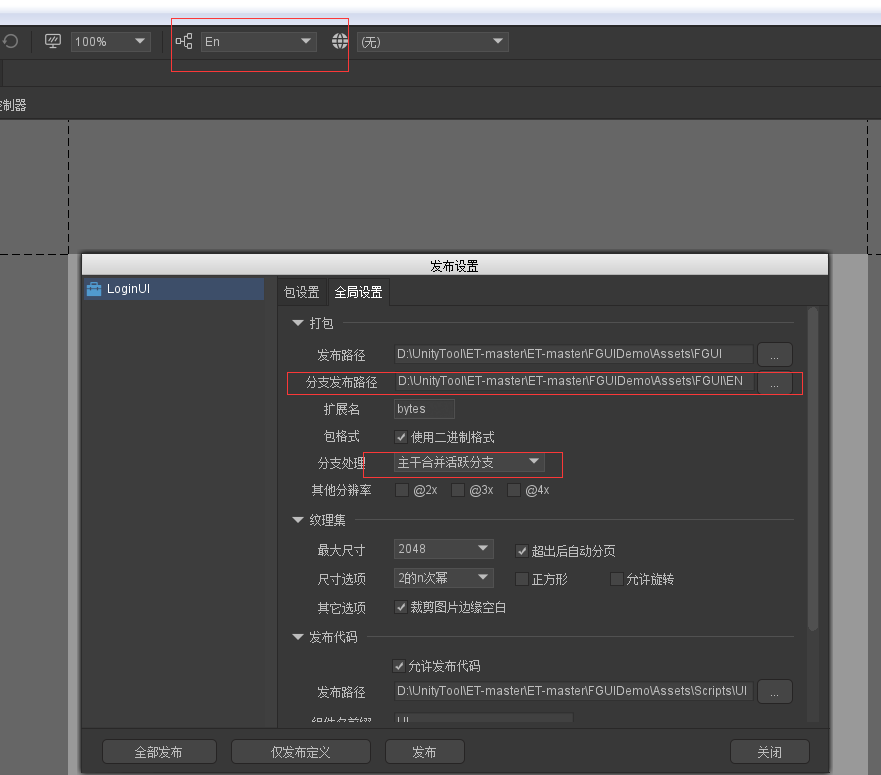 100% En (无)
控制器
发布设置
LoginUI
包设置 全局设置
打包
发布路径 D:\UnityTool\ET-master\ET-master\FGUIDemo\Assets\FGUI ...
分支发布路径 D:\UnityTool\ET-master\ET-master\FGUIDemo\Assets\FGUI\EN ...
扩展名 bytes
包格式 使用二进制格式
分支处理 主干合并活跃分支
其他分辨率 @2x @3x @4x
纹理集
最大尺寸 2048 超出后自动分页
尺寸选项 2的n次幂 正方形 允许旋转
其它选项 裁剪图片边缘空白
发布代码
允许发布代码
发布路径 D:\UnityTool\ET-master\ET-master\FGUIDemo\Assets\Scripts\UI ...
组件名前缀 UI
全部发布 仅发布定义 发布 关闭